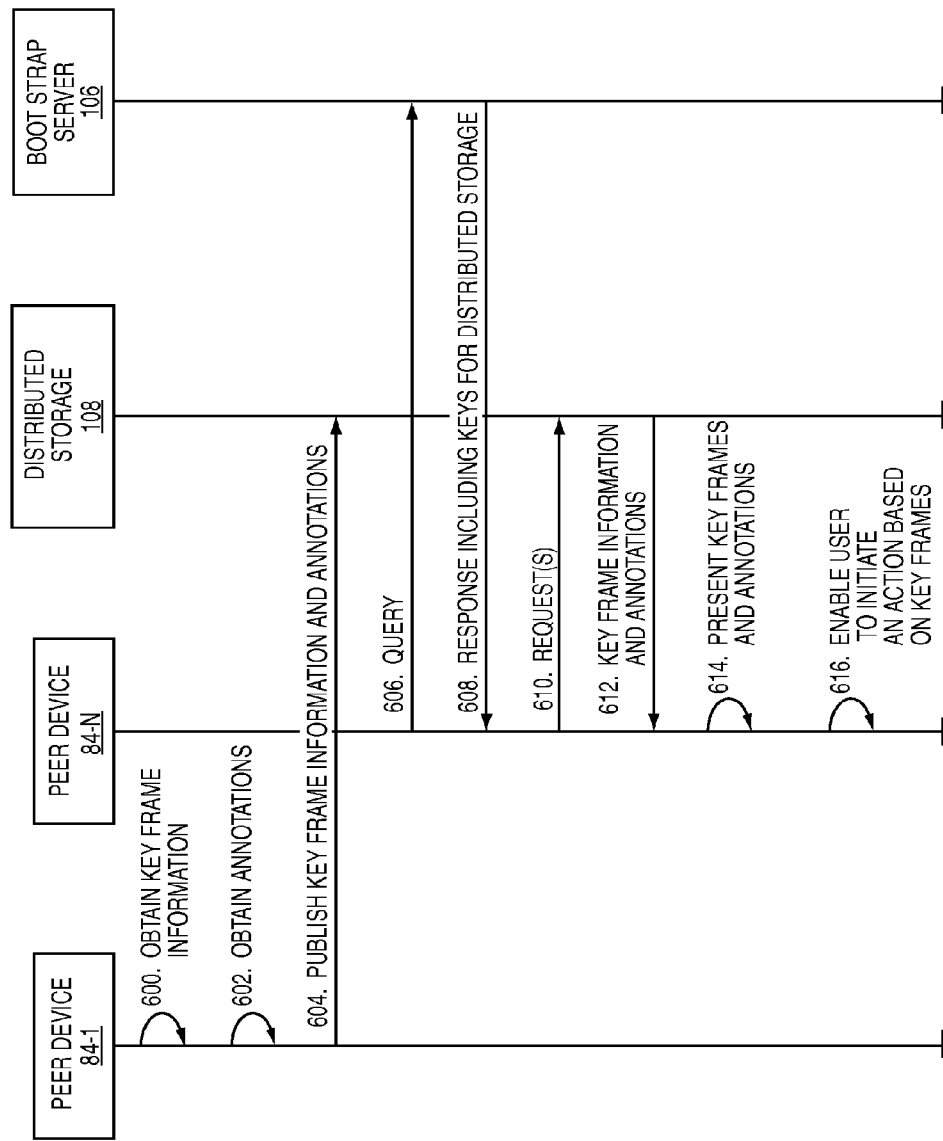 PEER DEVICE
84-1
PEER DEVICE
84-N
DISTRIBUTED
STORAGE
108
BOOT STRAP
SERVER
106
600. OBTAIN KEY FRAME
INFORMATION
602. OBTAIN ANNOTATIONS
604. PUBLISH KEY FRAME INFORMATION AND ANNOTATIONS
606. QUERY
608. RESPONSE INCLUDING KEYS FOR DISTRIBUTED STORAGE
610. REQUEST(S)
612. KEY FRAME INFORMATION
AND ANNOTATIONS
614. PRESENT KEY FRAMES
AND ANNOTATIONS
616. ENABLE USER
TO INITIATE
AN ACTION BASED
ON KEY FRAMES